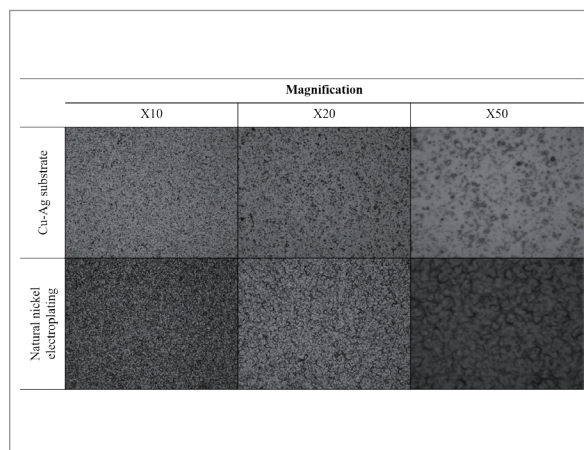 Magnification
X10 X20 X50
Cu-Ag substrate
Natural nickel
electroplating